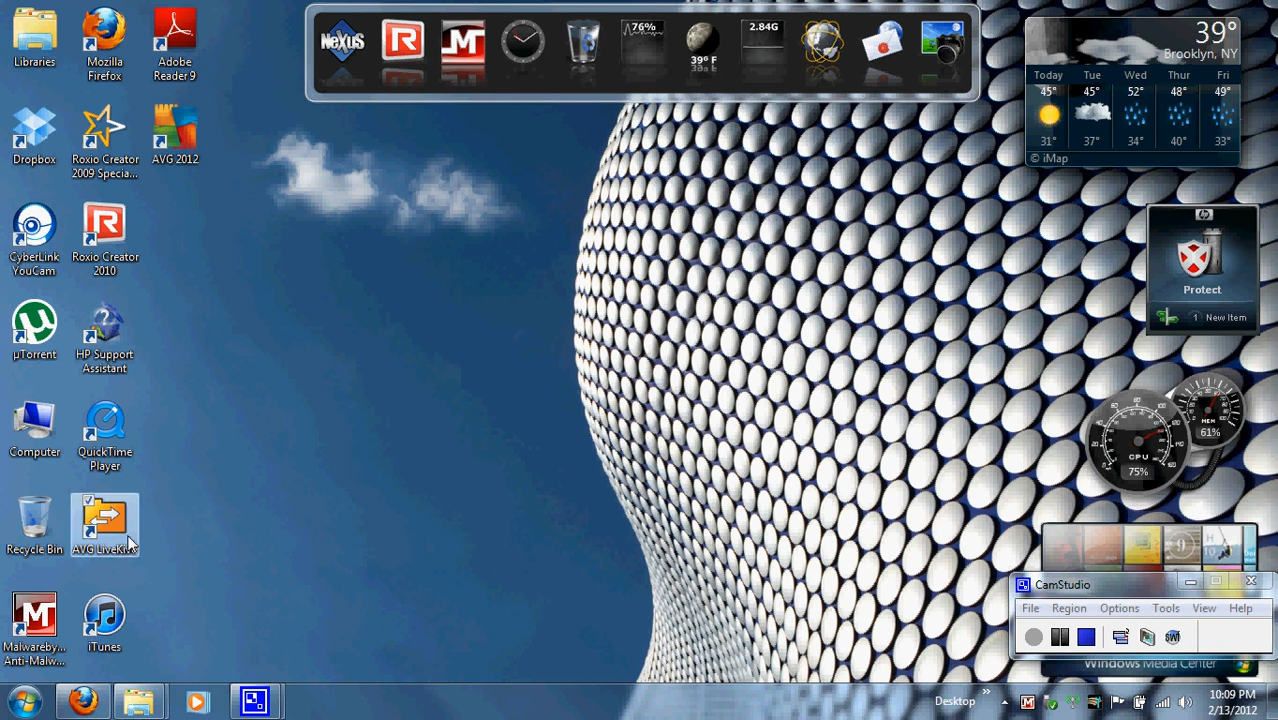 Libraries
Mozilla
Firefox
Adobe
Reader 9
Dropbox
Roxio Creator
2009 Specia...
AVG 2012
CyberLink
YouCam
Roxio Creator
2010
µTorrent
HP Support
Assistant
Computer
QuickTime
Player
Recycle Bin
AVG LiveKive
Malwareby...
Anti-Malw...
iTunes
NeXuS
76%
39° F
2.84G
39°
Brooklyn, NY
Today Tue Wed Thur Fri
45° 45° 52° 48° 49°
31° 37° 34° 40° 33°
© iMap
hp
Protect
1 New Item
MEM
61%
CPU
75%
9
CamStudio
File Region Options Tools View Help
SWF
Windows Media Center
Desktop
10:09 PM
2/13/2012